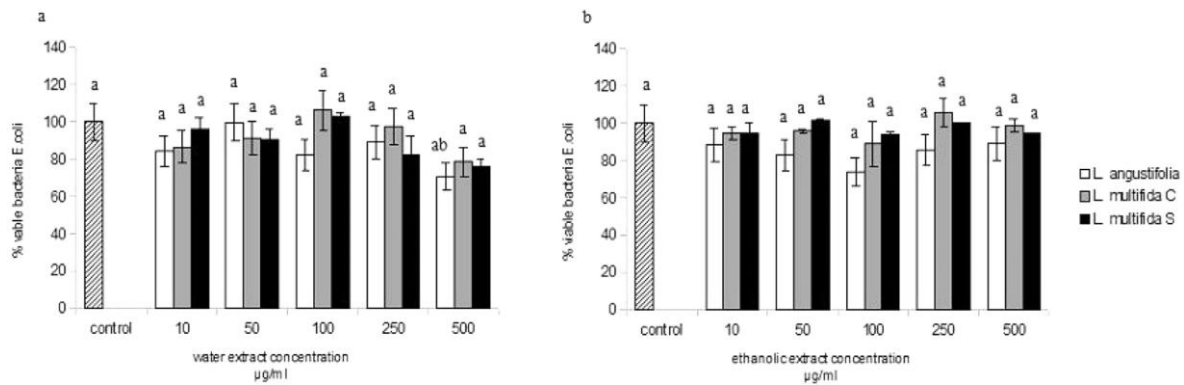 a
140
120
100
80
60
40
20
0
% viable bacteria E.coli
a
a a a
a a a
a a a
a a a
ab a a
control 10 50 100 250 500
water extract concentration
µg/ml
b
140
120
100
80
60
40
20
0
% viable bacteria E.coli
a
a a a
a a a
a a a
a a a
a a a
control 10 50 100 250 500
ethanolic extract concentration
µg/ml
L. angustifolia
L. multifida C
L. multifida S